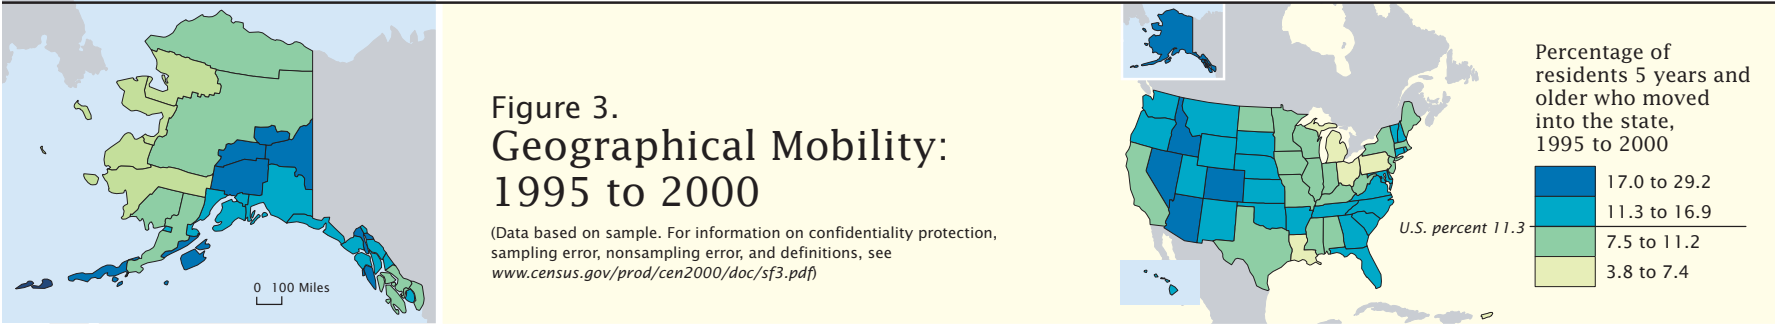 Figure 3.
Geographical Mobility:
1995 to 2000
(Data based on sample. For information on confidentiality protection,
sampling error, nonsampling error, and definitions, see
www.census.gov/prod/cen2000/doc/sf3.pdf)
0 100 Miles
Percentage of
residents 5 years and
older who moved
into the state,
1995 to 2000
17.0 to 29.2
11.3 to 16.9
U.S. percent 11.3
7.5 to 11.2
3.8 to 7.4